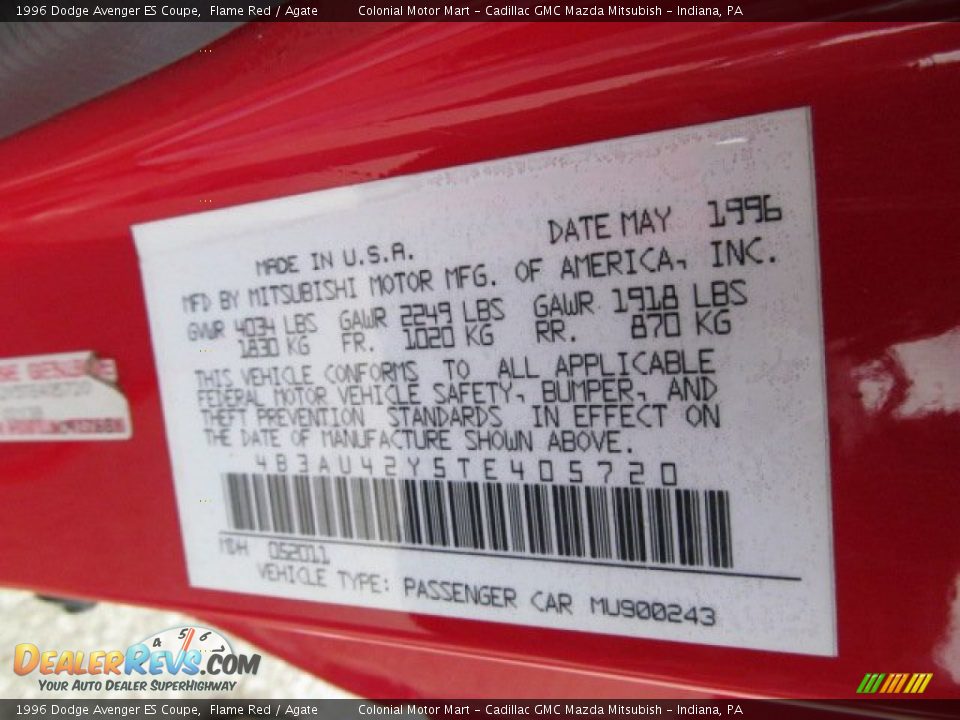 1996 Dodge Avenger ES Coupe, Flame Red / Agate Colonial Motor Mart - Cadillac GMC Mazda Mitsubish - Indiana, PA
DATE MAY 1996
MADE IN U.S.A.
MFD BY MITSUBISHI MOTOR MFG. OF AMERICA, INC.
GVWR 4034 LBS GAWR 2249 LBS GAWR 1918 LBS
1830 KG FR. 1020 KG RR. 870 KG
THIS VEHICLE CONFORMS TO ALL APPLICABLE
FEDERAL MOTOR VEHICLE SAFETY, BUMPER, AND
THEFT PREVENTION STANDARDS IN EFFECT ON
THE DATE OF MANUFACTURE SHOWN ABOVE.
4B3AU42Y5TE405720
MDH 052011
VEHICLE TYPE: PASSENGER CAR MU900243
4 5 6
DEALERREVS.COM
YOUR AUTO DEALER SUPERHIGHWAY
1996 Dodge Avenger ES Coupe, Flame Red / Agate Colonial Motor Mart - Cadillac GMC Mazda Mitsubish - Indiana, PA